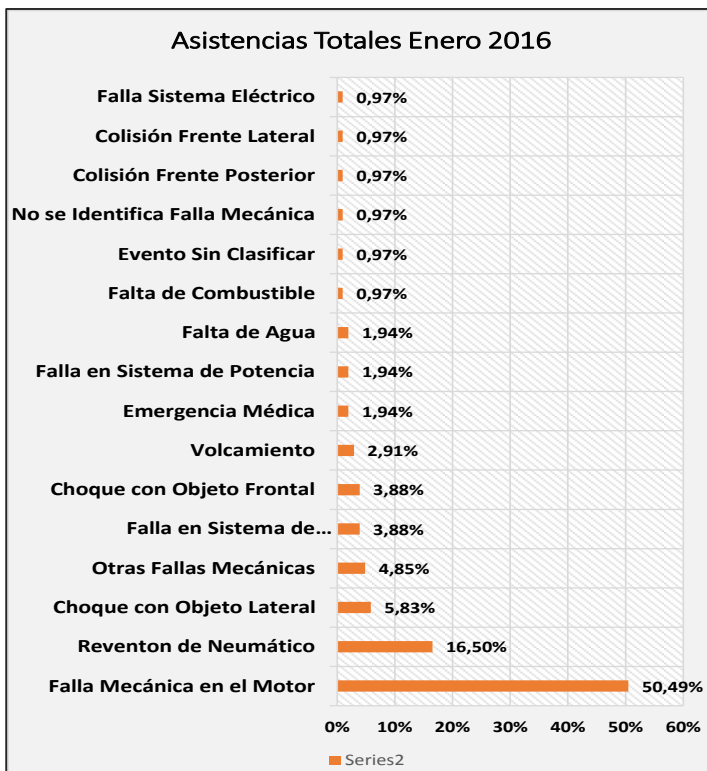 Asistencias Totales Enero 2016
Falla Sistema Eléctrico 0,97%
Colisión Frente Lateral 0,97%
Colisión Frente Posterior 0,97%
No se Identifica Falla Mecánica 0,97%
Evento Sin Clasificar 0,97%
Falta de Combustible 0,97%
Falta de Agua 1,94%
Falla en Sistema de Potencia 1,94%
Emergencia Médica 1,94%
Volcamiento 2,91%
Choque con Objeto Frontal 3,88%
Falla en Sistema de... 3,88%
Otras Fallas Mecánicas 4,85%
Choque con Objeto Lateral 5,83%
Reventon de Neumático 16,50%
Falla Mecánica en el Motor 50,49%
0% 10% 20% 30% 40% 50% 60%
Series2